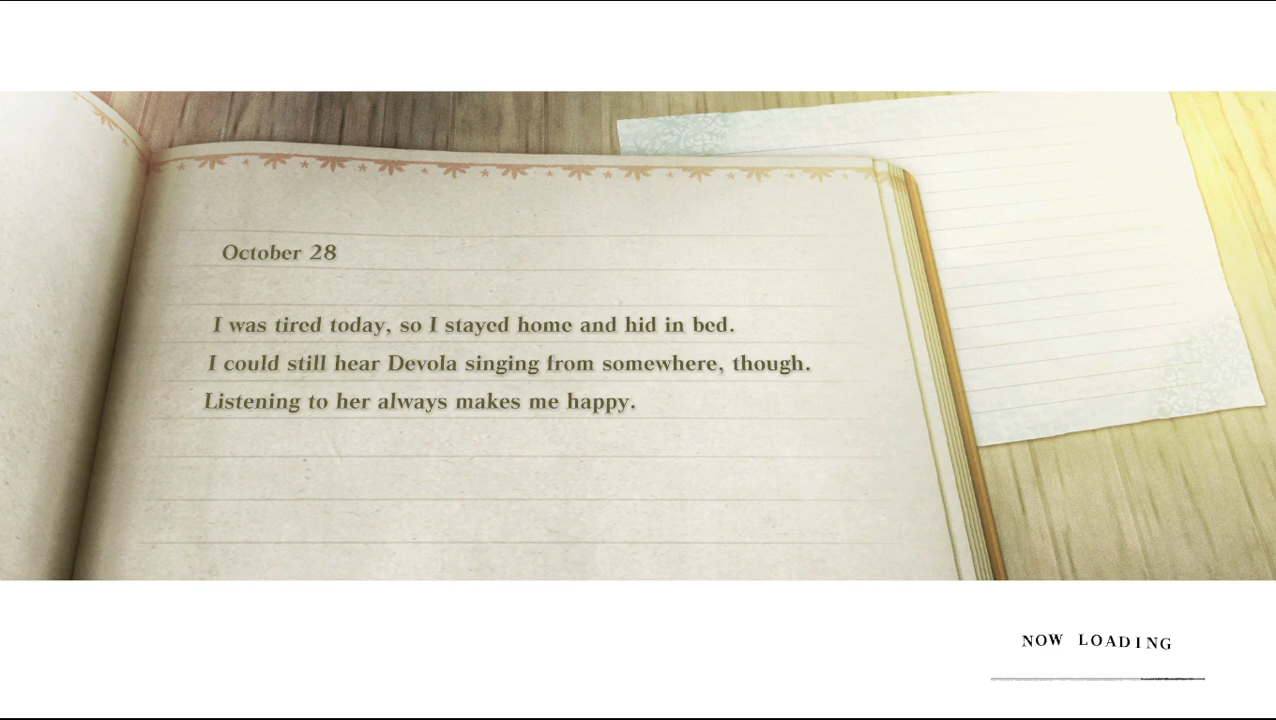 October 28
I was tired today, so I stayed home and hid in bed.
I could still hear Devola singing from somewhere, though.
Listening to her always makes me happy.
NOW LOADING